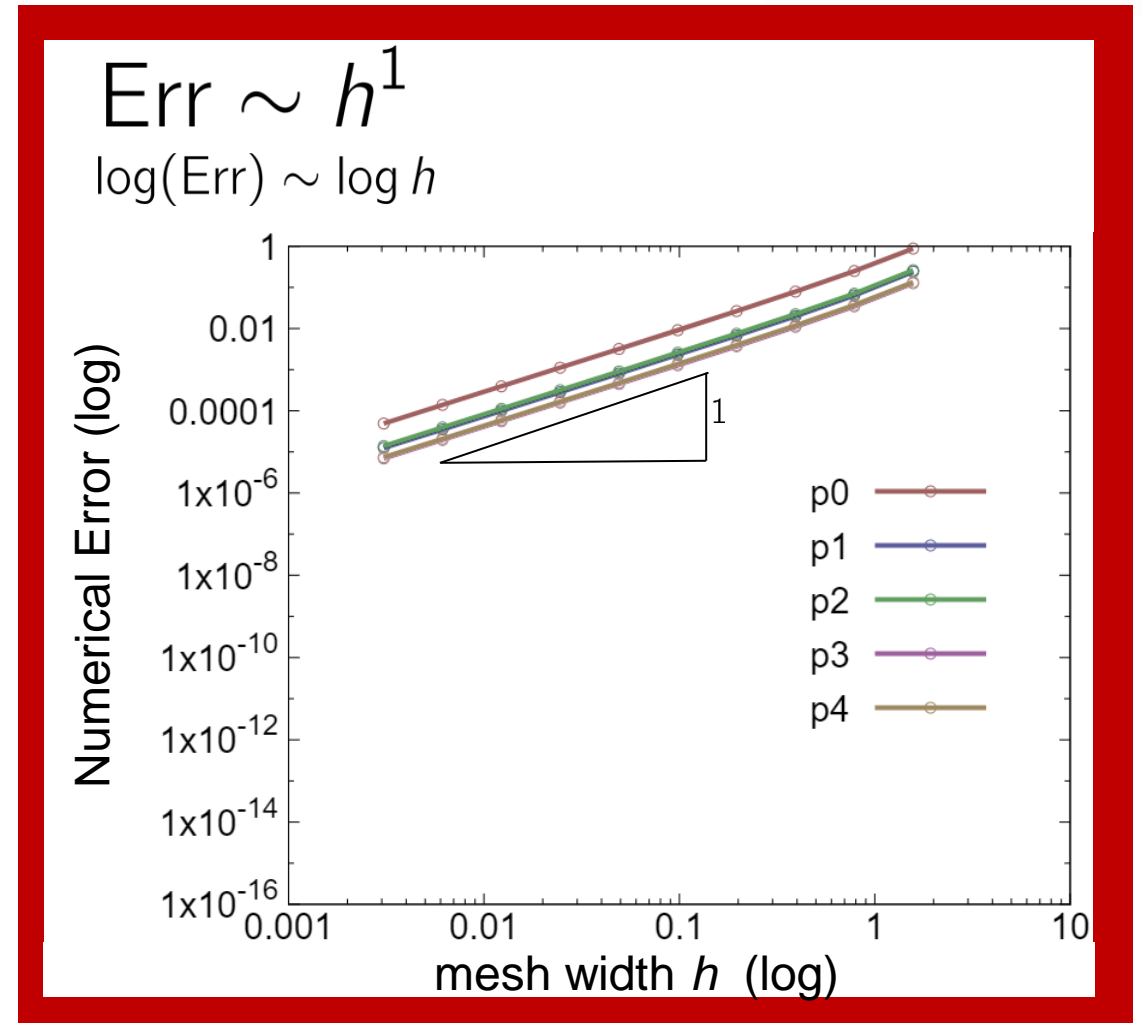 Err ∼ h¹
log(Err) ∼ log h
1
0.01
0.0001
1x10⁻⁶
1x10⁻⁸
1x10⁻¹⁰
1x10⁻¹²
1x10⁻¹⁴
1x10⁻¹⁶
Numerical Error (log)
1
p0
p1
p2
p3
p4
0.001 0.01 0.1 1 10
mesh width h (log)